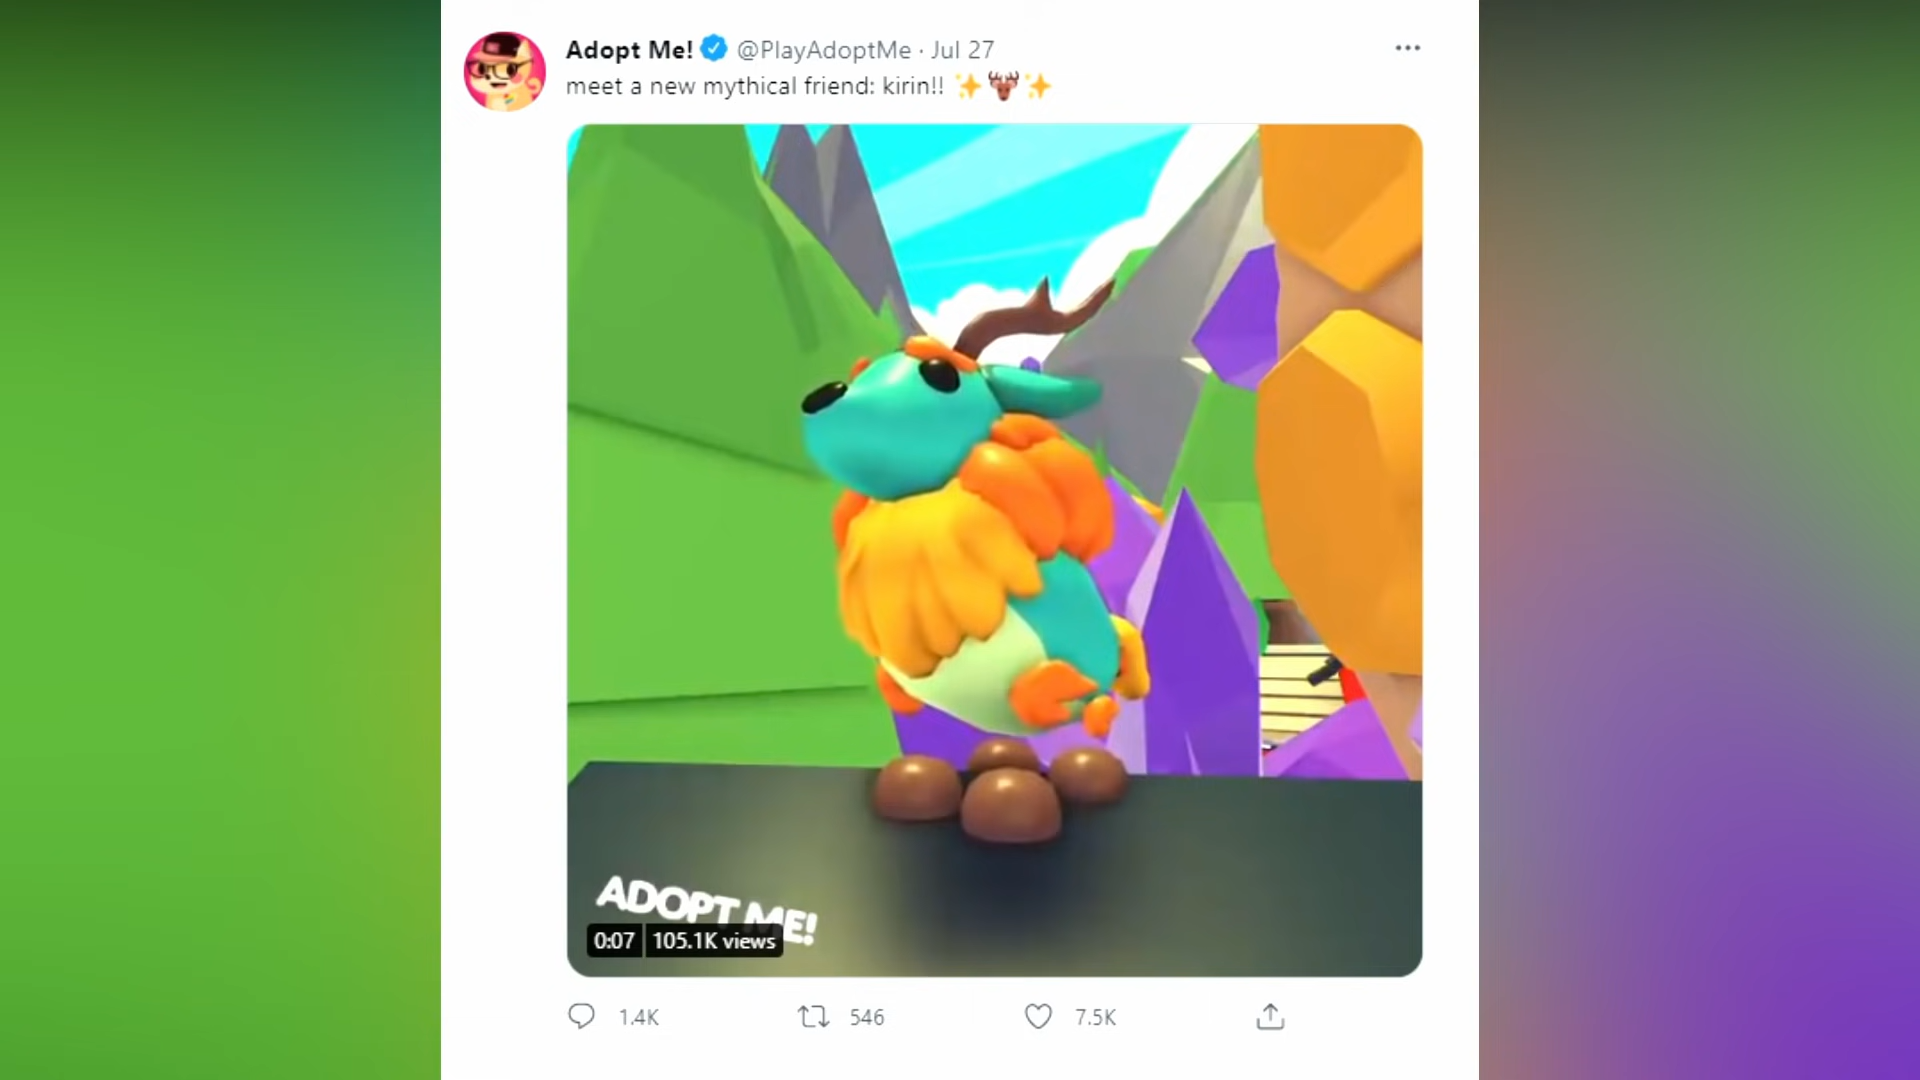 Adopt Me! @PlayAdoptMe · Jul 27
meet a new mythical friend: kirin!! ✨🦌✨
ADOPT ME!
0:07 105.1K views
1.4K 546 7.5K